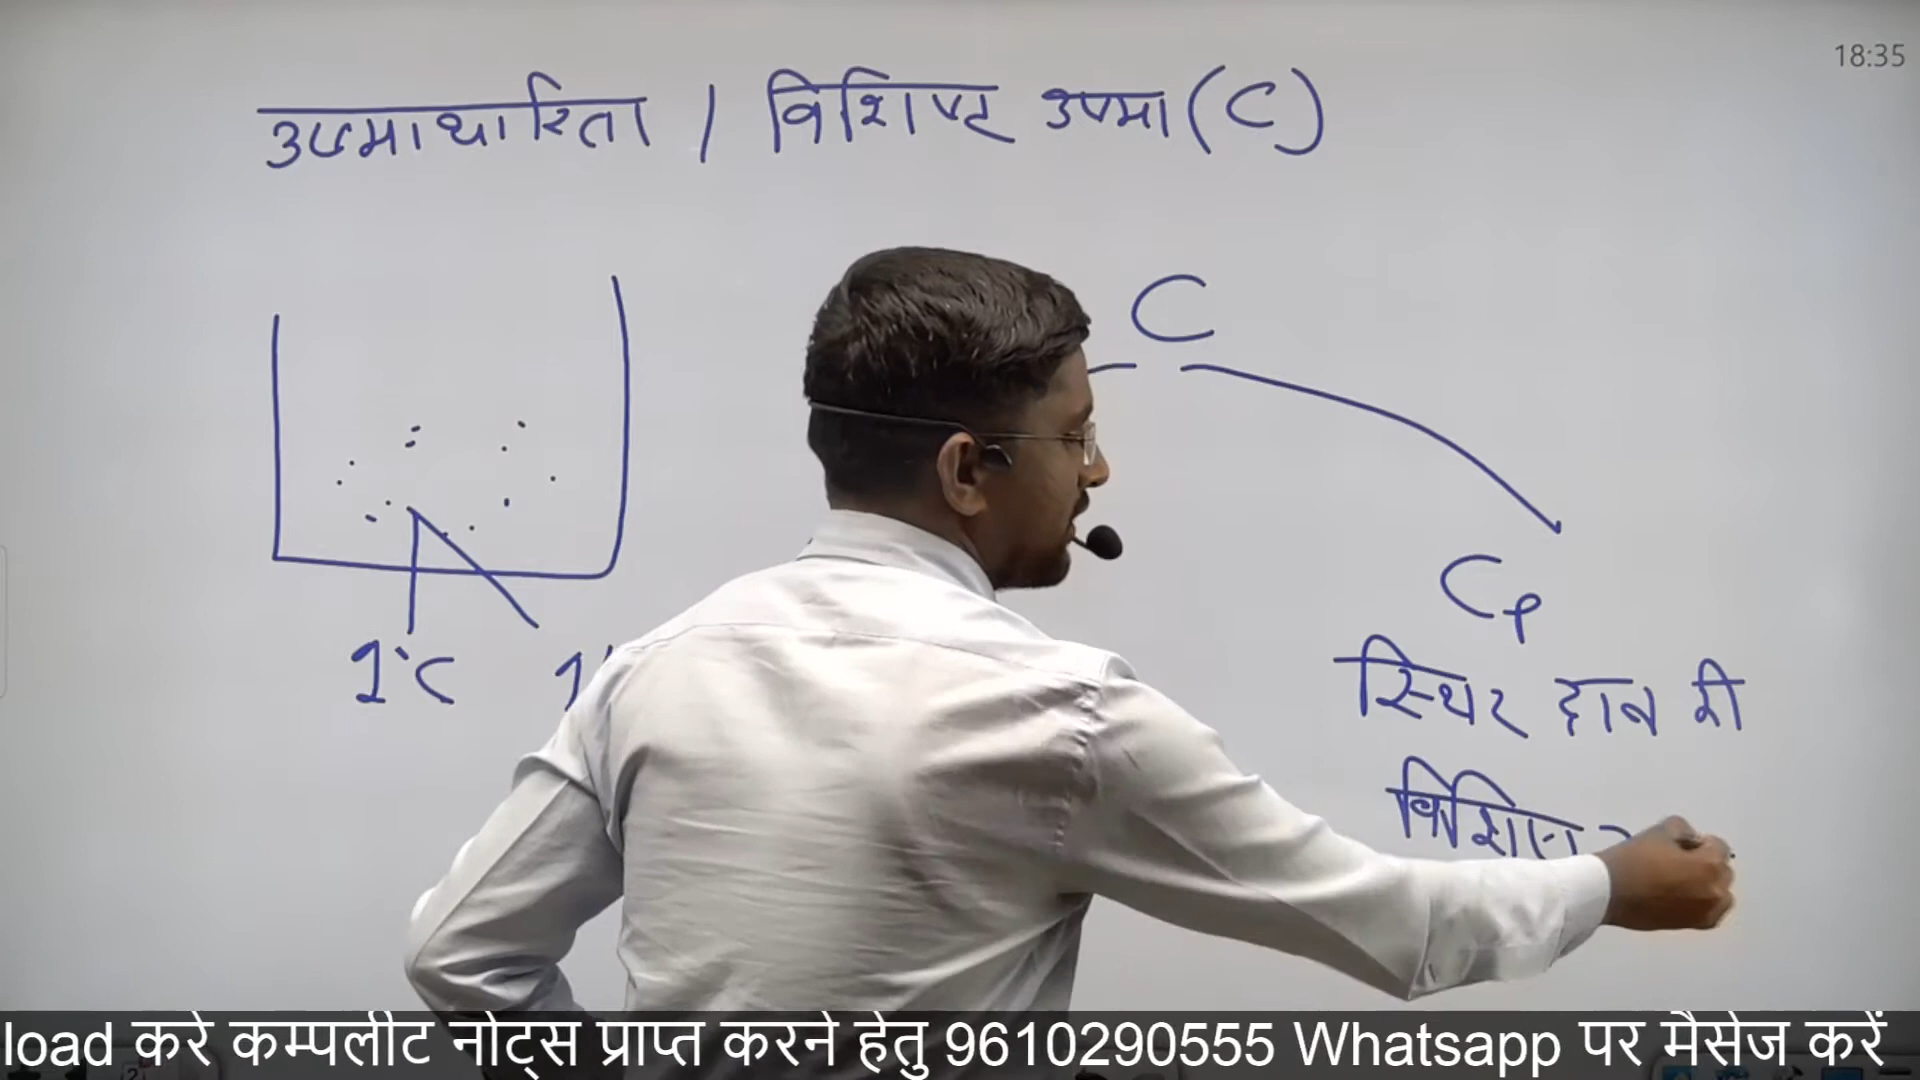 18:35
उष्माधारिता / विशिष्ट उष्मा (C)
C
Cp
1°C
स्थिर दाब की
load करे कम्पलीट नोट्स प्राप्त करने हेतु 9610290555 Whatsapp पर मैसेज करें